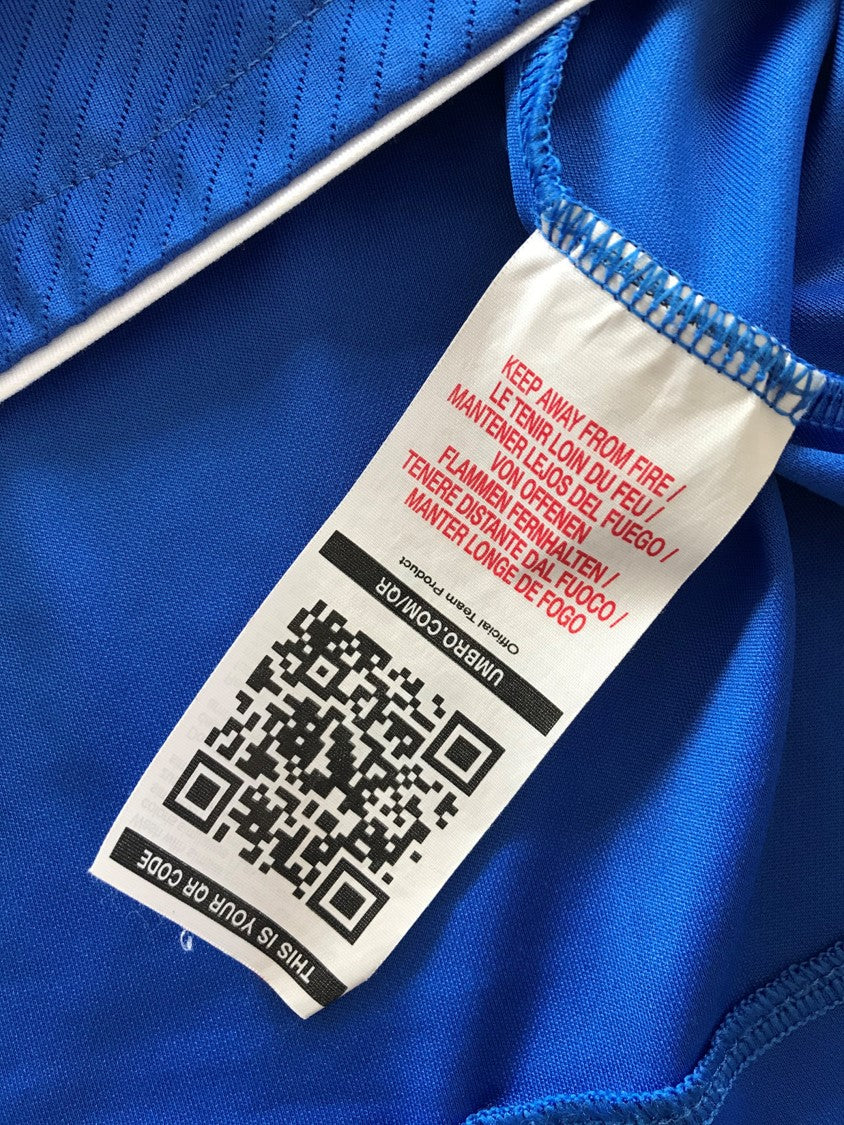 KEEP AWAY FROM FIRE /
LE TENIR LOIN DU FEU /
MANTENER LEJOS DEL FUEGO /
VON OFFENEN
FLAMMEN FERNHALTEN /
TENERE DISTANTE DAL FUOCO /
MANTER LONGE DE FOGO
Official Team Product
UMBRO.COM/QR
THIS IS YOUR QR CODE